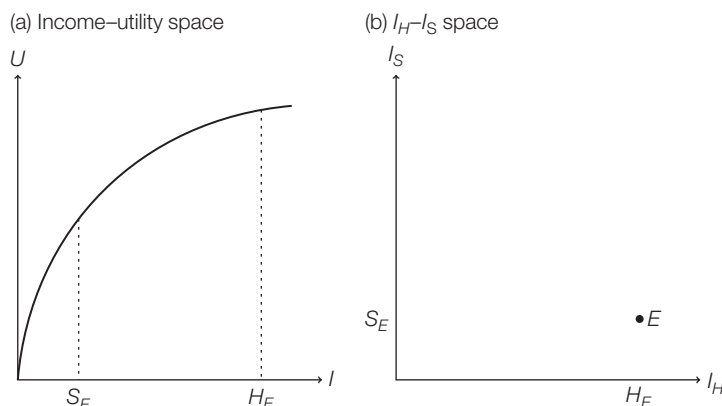 (a) Income–utility space
U
I
S_E
H_E
(b) I_H–I_S space
I_S
S_E
E
H_E
I_H